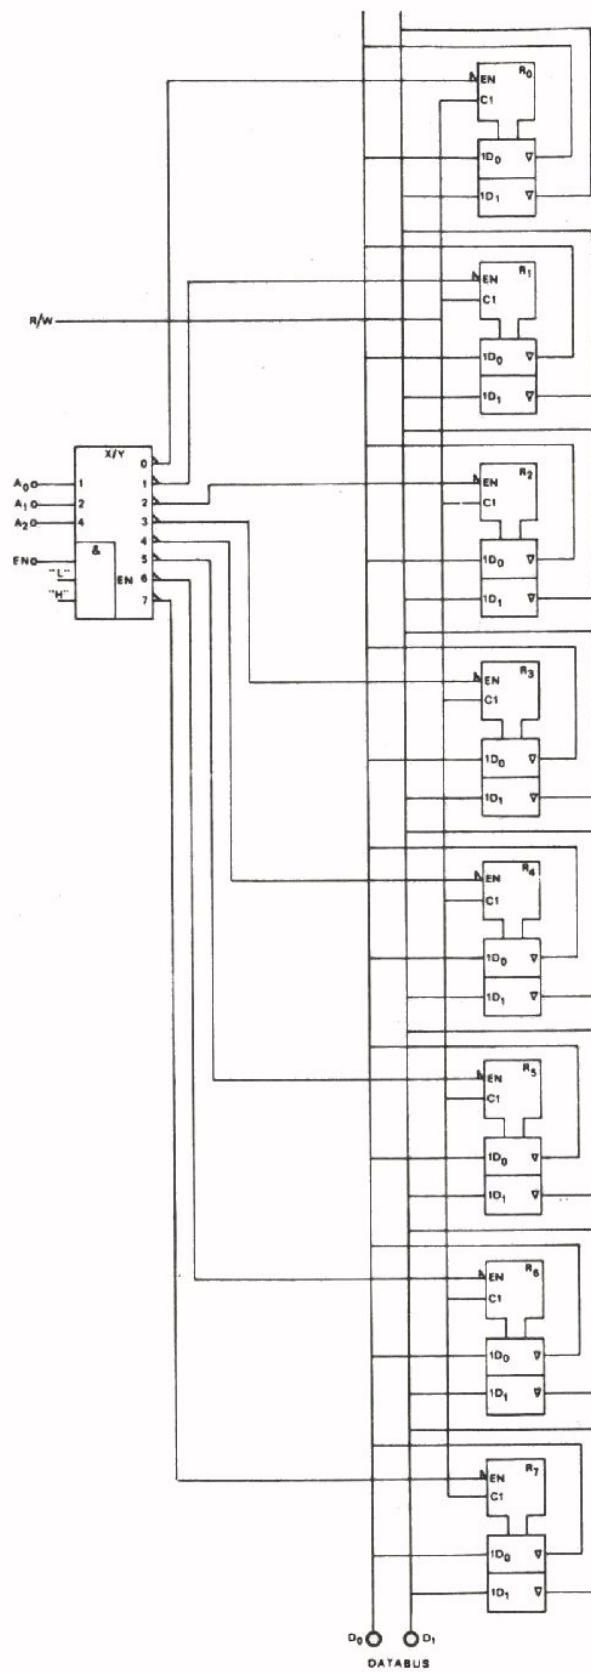 EN R0
C1
1D0 ▽
1D1 ▽
EN R1
C1
R/W
1D0 ▽
1D1 ▽
X/Y
0
A0 1 1
A1 2 2
A2 4 3
4
EN & 5
"L" EN 6
"H" 7
EN R2
C1
1D0 ▽
1D1 ▽
EN R3
C1
1D0 ▽
1D1 ▽
EN R4
C1
1D0 ▽
1D1 ▽
EN R5
C1
1D0 ▽
1D1 ▽
EN R6
C1
1D0 ▽
1D1 ▽
EN R7
C1
1D0 ▽
1D1 ▽
D0 D1
DATABUS